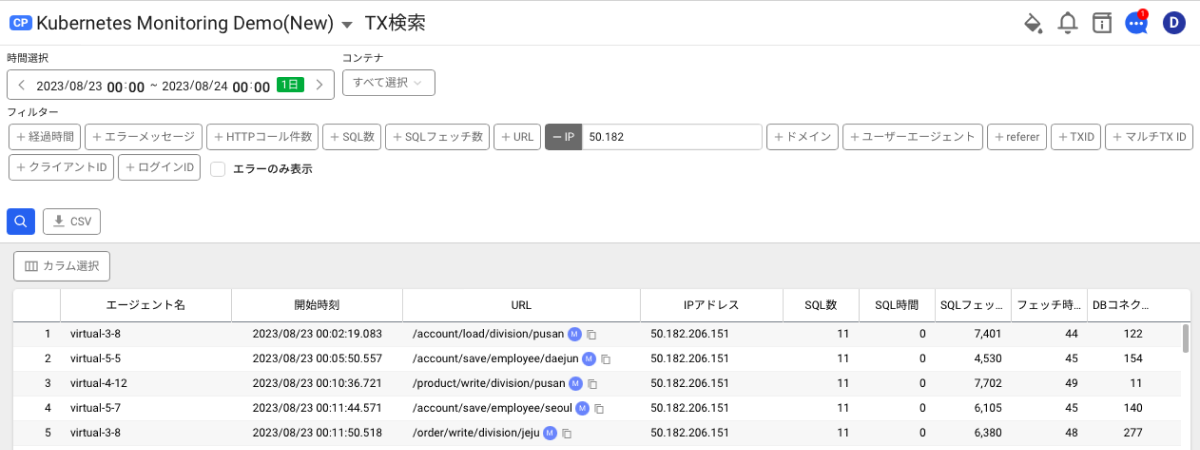 CP Kubernetes Monitoring Demo(New) TX検索
1
D
時間選択 コンテナ
2023/08/23 00:00 ~ 2023/08/24 00:00 1日 すべて選択
フィルター
+ 経過時間 + エラーメッセージ + HTTPコール件数 + SQL数 + SQLフェッチ数 + URL − IP 50.182 + ドメイン + ユーザーエージェント + referer + TXID + マルチTX ID
+ クライアントID + ログインID エラーのみ表示
CSV
カラム選択
エージェント名 開始時刻 URL IPアドレス SQL数 SQL時間 SQLフェッ... フェッチ時... DBコネク...
1 virtual-3-8 2023/08/23 00:02:19.083 /account/load/division/pusan M 50.182.206.151 11 0 7,401 44 122
2 virtual-5-5 2023/08/23 00:05:50.557 /account/save/employee/daejun M 50.182.206.151 11 0 4,530 45 154
3 virtual-4-12 2023/08/23 00:10:36.721 /product/write/division/pusan M 50.182.206.151 11 0 7,702 49 11
4 virtual-5-7 2023/08/23 00:11:44.571 /account/save/employee/seoul M 50.182.206.151 11 0 6,105 45 140
5 virtual-3-8 2023/08/23 00:11:50.518 /order/write/division/jeju M 50.182.206.151 11 0 6,380 48 277